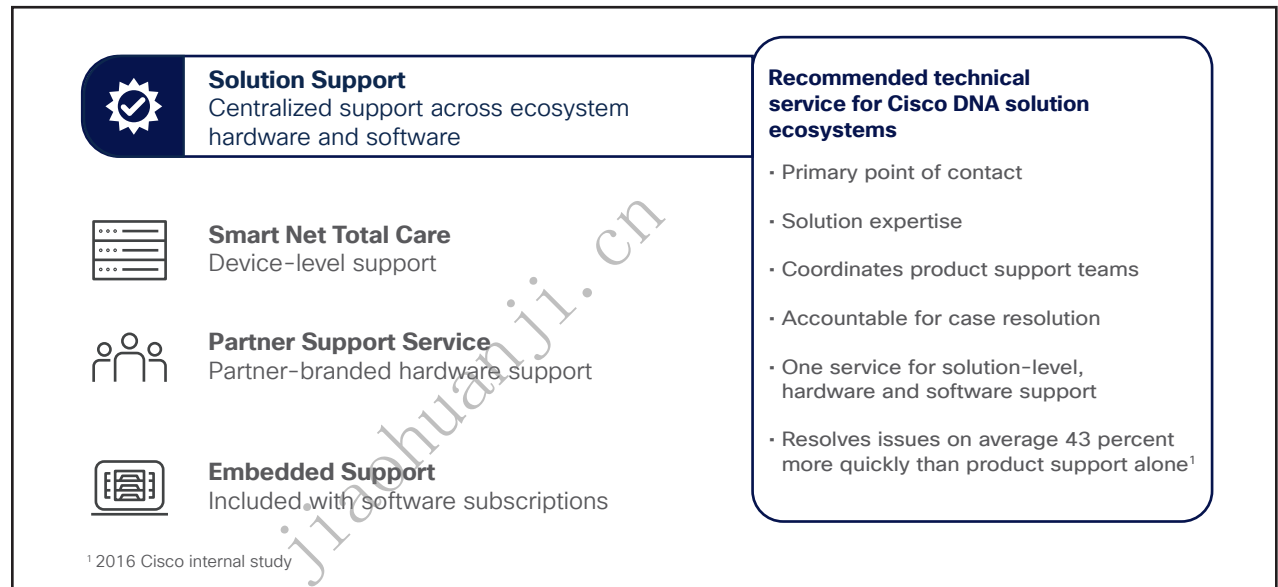 Solution Support
Centralized support across ecosystem
hardware and software
Smart Net Total Care
Device-level support
Partner Support Service
Partner-branded hardware support
Embedded Support
Included with software subscriptions
¹ 2016 Cisco internal study
Recommended technical
service for Cisco DNA solution
ecosystems
· Primary point of contact
· Solution expertise
· Coordinates product support teams
· Accountable for case resolution
· One service for solution-level,
hardware and software support
· Resolves issues on average 43 percent
more quickly than product support alone¹
jiaohuanji.cn